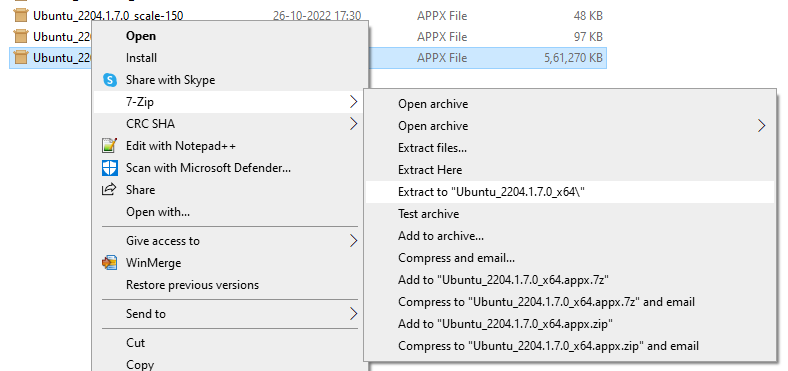 Ubuntu_2204.1.7.0_scale-150 26-10-2022 17:30 APPX File 48 KB
Ubuntu_220 APPX File 97 KB
Ubuntu_220 APPX File 5,61,270 KB
Open
Install
Share with Skype
7-Zip
CRC SHA
Edit with Notepad++
Scan with Microsoft Defender...
Share
Open with...
Give access to
WinMerge
Restore previous versions
Send to
Cut
Copy
Open archive
Open archive
Extract files...
Extract Here
Extract to "Ubuntu_2204.1.7.0_x64\"
Test archive
Add to archive...
Compress and email...
Add to "Ubuntu_2204.1.7.0_x64.appx.7z"
Compress to "Ubuntu_2204.1.7.0_x64.appx.7z" and email
Add to "Ubuntu_2204.1.7.0_x64.appx.zip"
Compress to "Ubuntu_2204.1.7.0_x64.appx.zip" and email